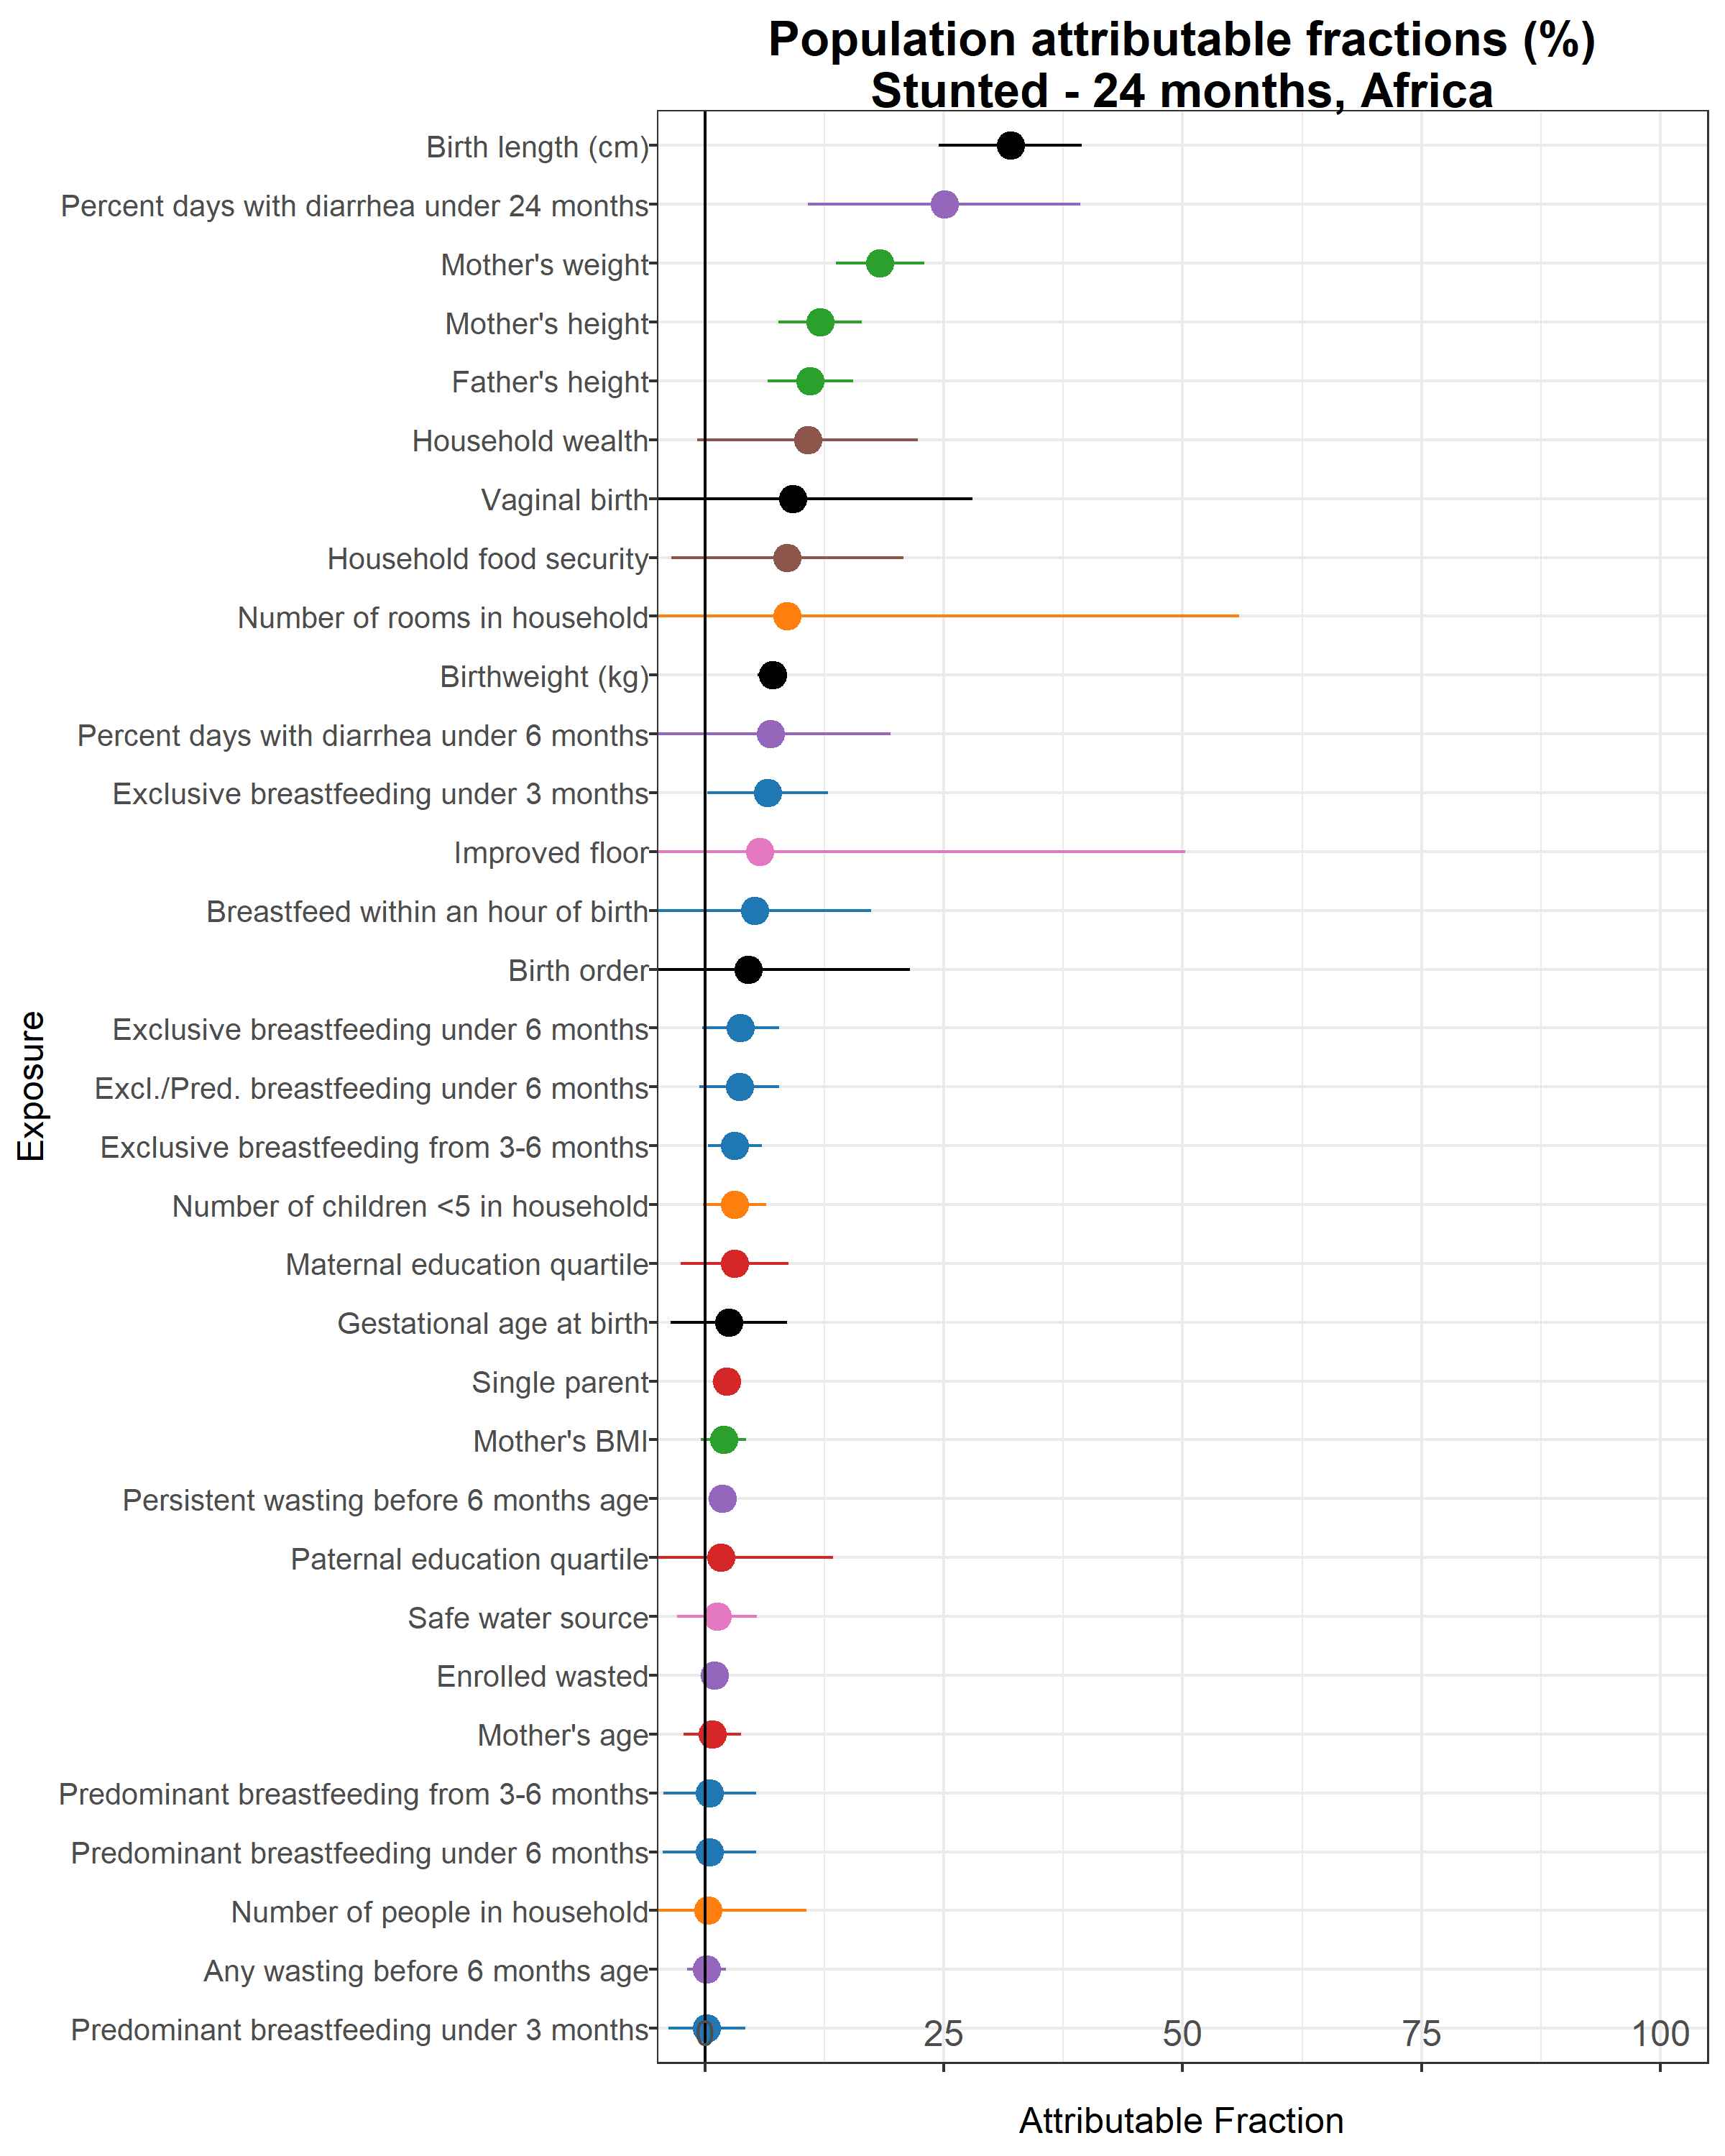 Population attributable fractions (%)
Stunted - 24 months, Africa
Birth length (cm)
Percent days with diarrhea under 24 months
Mother's weight
Mother's height
Father's height
Household wealth
Vaginal birth
Household food security
Number of rooms in household
Birthweight (kg)
Percent days with diarrhea under 6 months
Exclusive breastfeeding under 3 months
Improved floor
Breastfeed within an hour of birth
Birth order
Exclusive breastfeeding under 6 months
Excl./Pred. breastfeeding under 6 months
Exclusive breastfeeding from 3-6 months
Number of children <5 in household
Maternal education quartile
Gestational age at birth
Single parent
Mother's BMI
Persistent wasting before 6 months age
Paternal education quartile
Safe water source
Enrolled wasted
Mother's age
Predominant breastfeeding from 3-6 months
Predominant breastfeeding under 6 months
Number of people in household
Any wasting before 6 months age
Predominant breastfeeding under 3 months
Exposure
0 25 50 75 100
Attributable Fraction